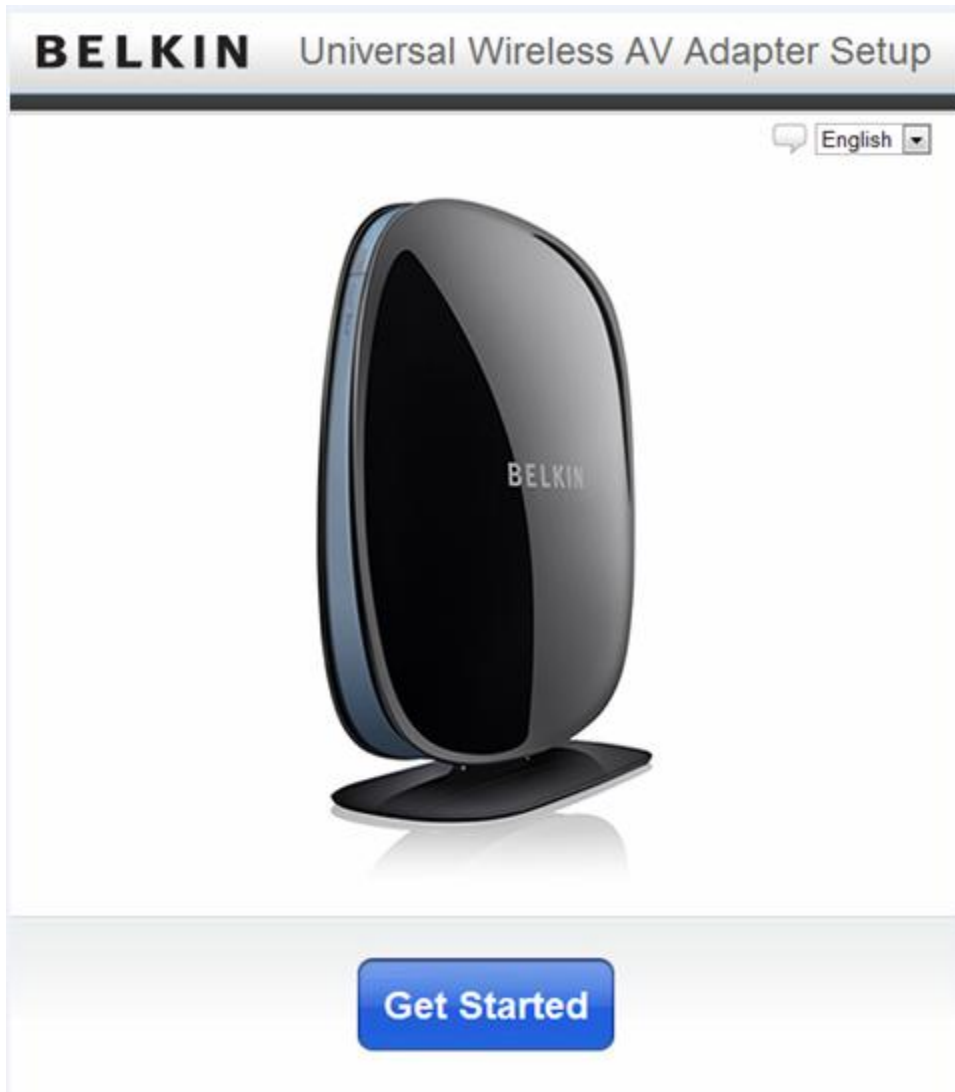 BELKIN Universal Wireless AV Adapter Setup
English
BELKIN
Get Started